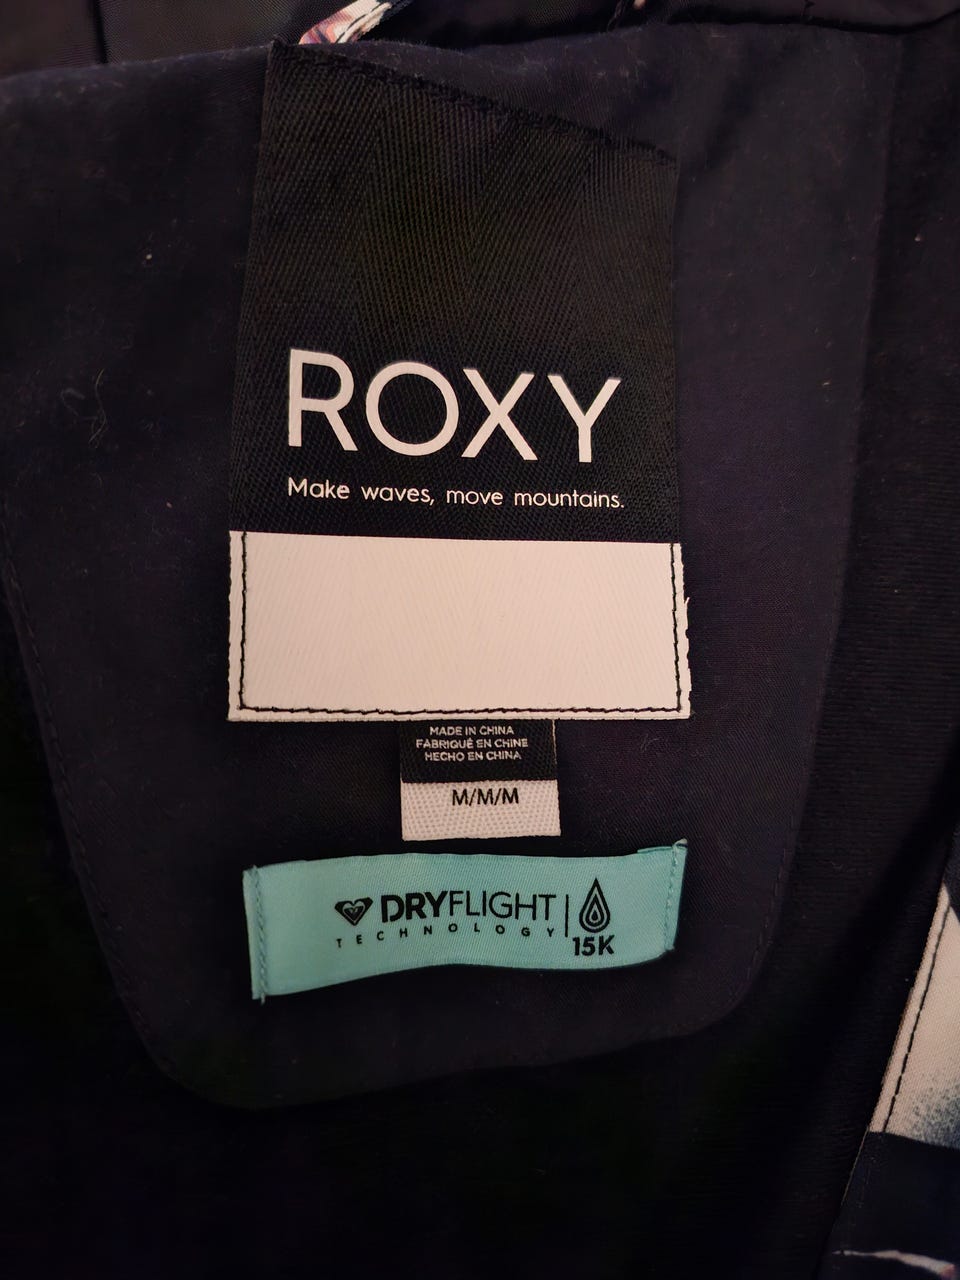 ROXY
Make waves, move mountains.
MADE IN CHINA
FABRIQUÉ EN CHINE
HECHO EN CHINA
M/M/M
DRYFLIGHT
TECHNOLOGY
15K